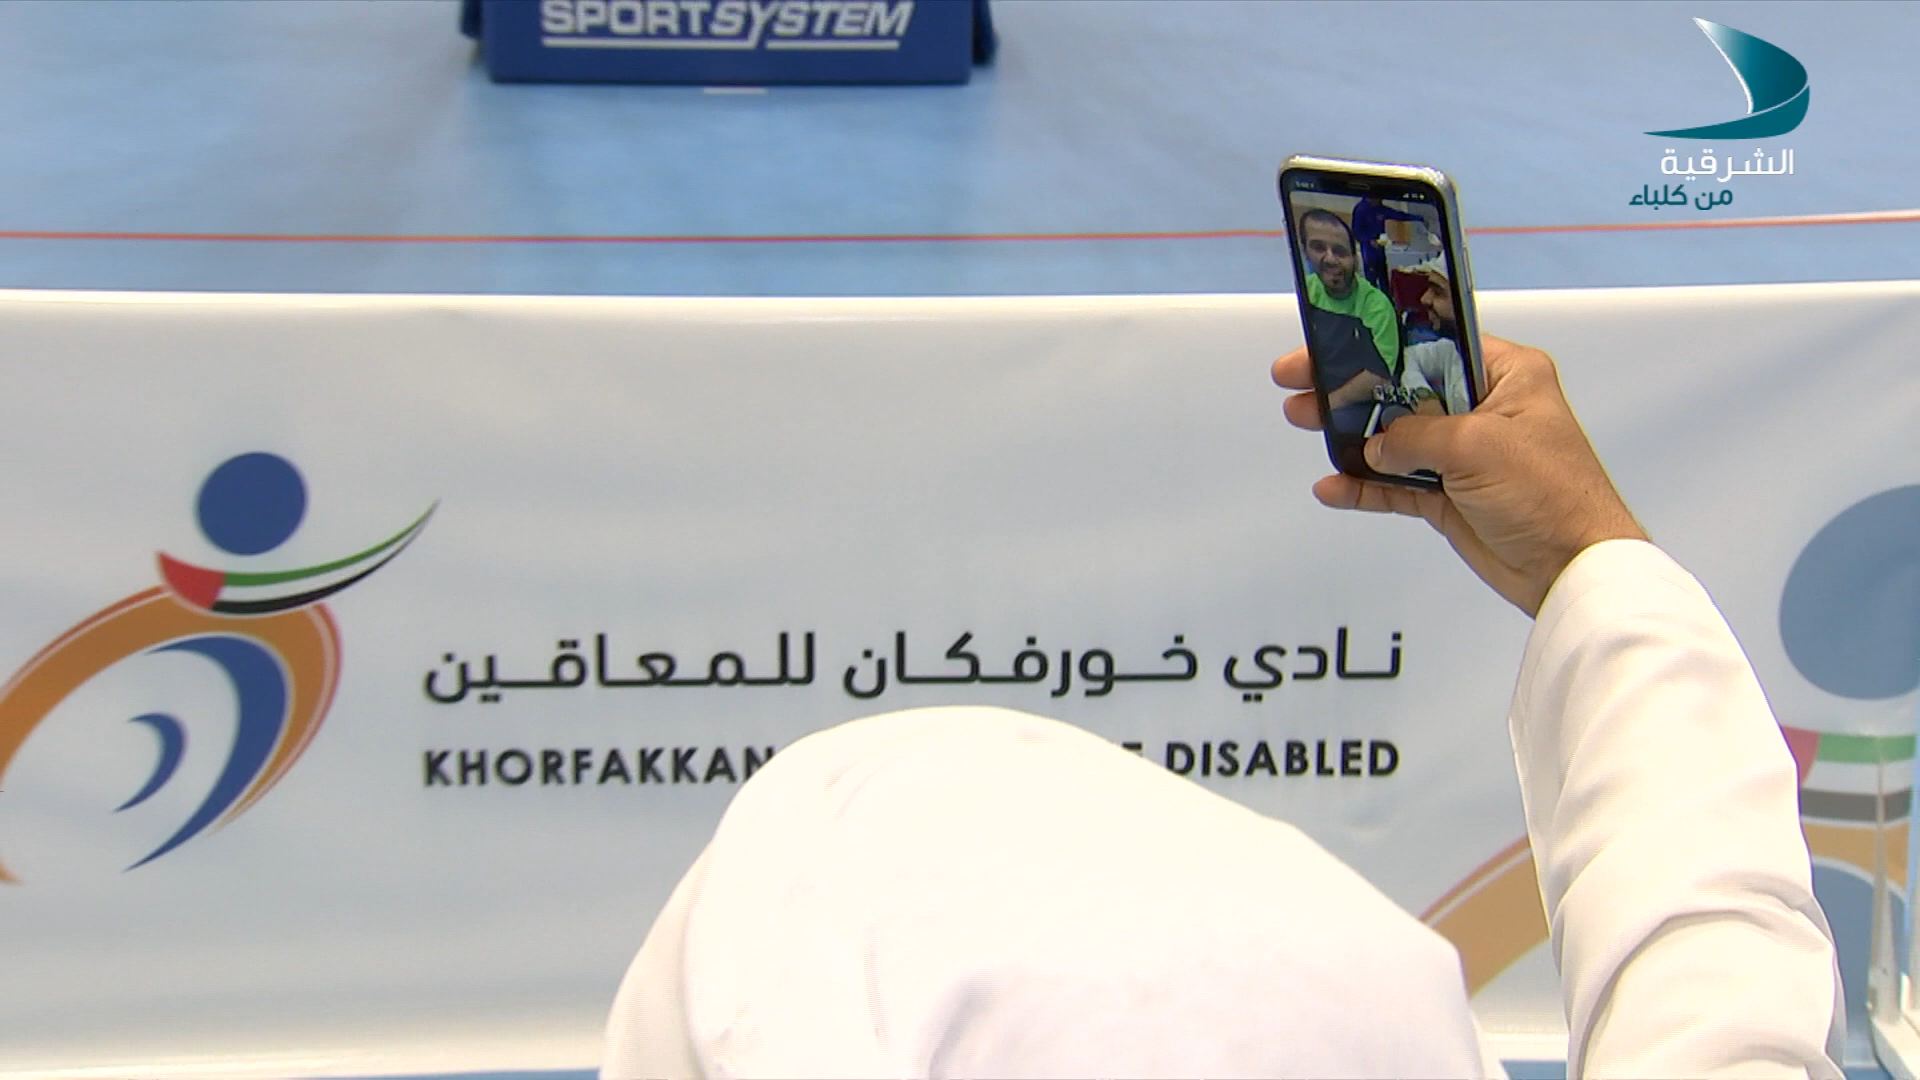 SPORTSYSTEM
الشرقية
من كلباء
نادي خورفكان للمعاقين
KHORFAKKAN DISABLED